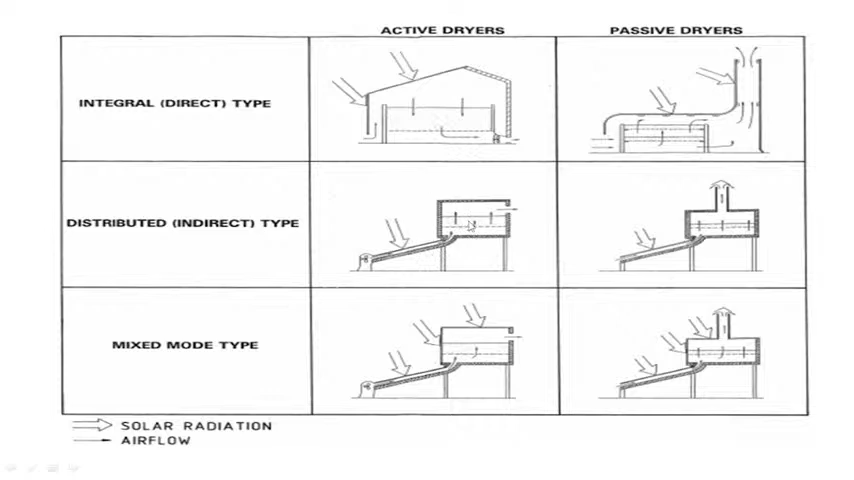 ACTIVE DRYERS PASSIVE DRYERS
INTEGRAL (DIRECT) TYPE
DISTRIBUTED (INDIRECT) TYPE
MIXED MODE TYPE
SOLAR RADIATION
AIRFLOW